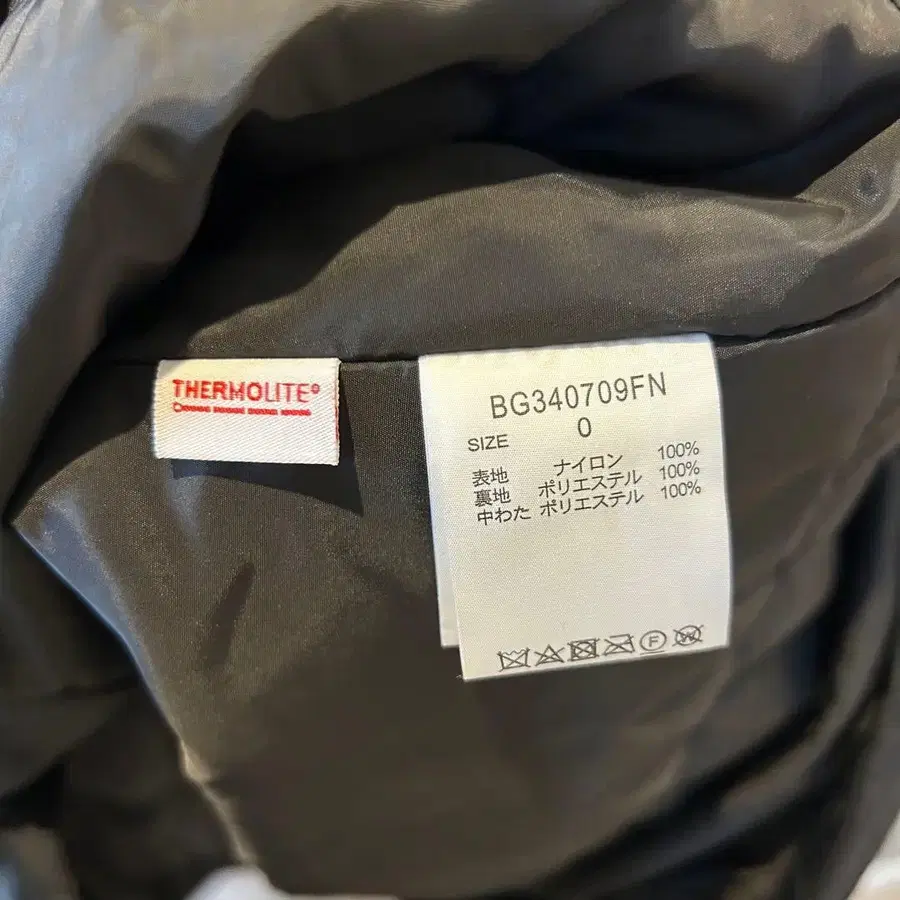 THERMOLITE®
BG340709FN
SIZE 0
表地 ナイロン 100%
裏地 ポリエステル 100%
中わた ポリエステル 100%
F
W